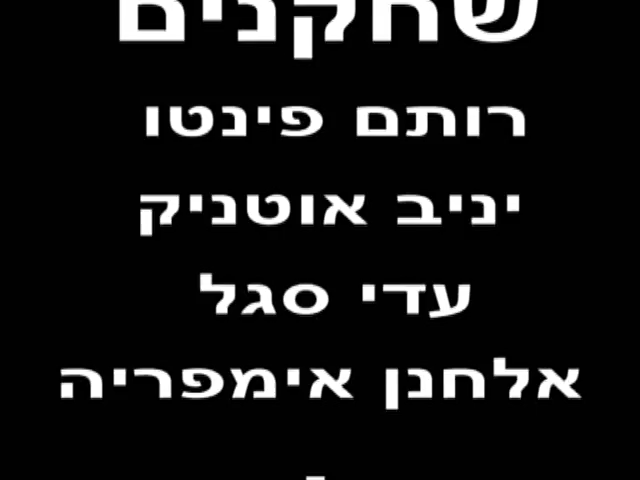 שחקנים
רותם פינטו
יניב אוטניק
עדי סגל
אלחנן אימפריה